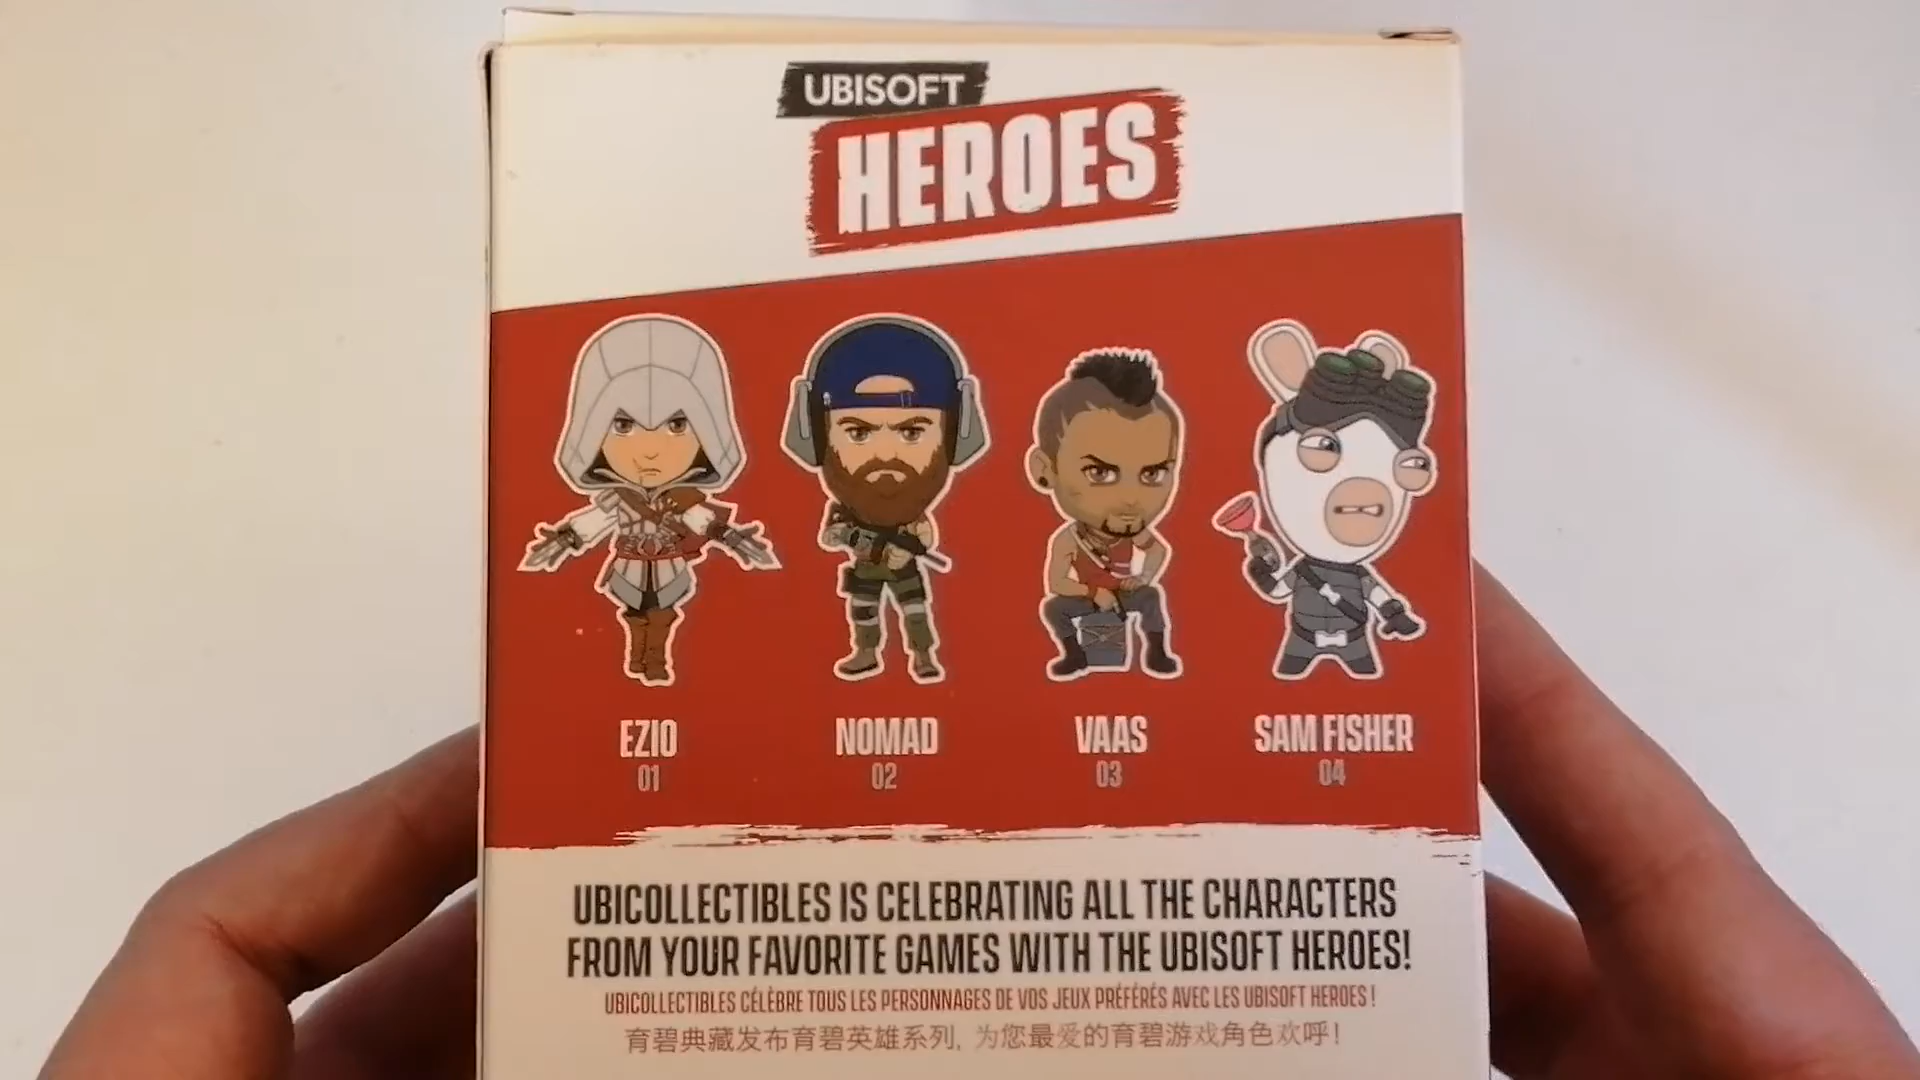 UBISOFT
HEROES
EZIO
01
NOMAD
02
VAAS
03
SAM FISHER
04
UBICOLLECTIBLES IS CELEBRATING ALL THE CHARACTERS
FROM YOUR FAVORITE GAMES WITH THE UBISOFT HEROES!
UBICOLLECTIBLES CÉLÈBRE TOUS LES PERSONNAGES DE VOS JEUX PRÉFÉRÉS AVEC LES UBISOFT HEROES !
育碧典藏发布育碧英雄系列, 为您最爱的育碧游戏角色欢呼!